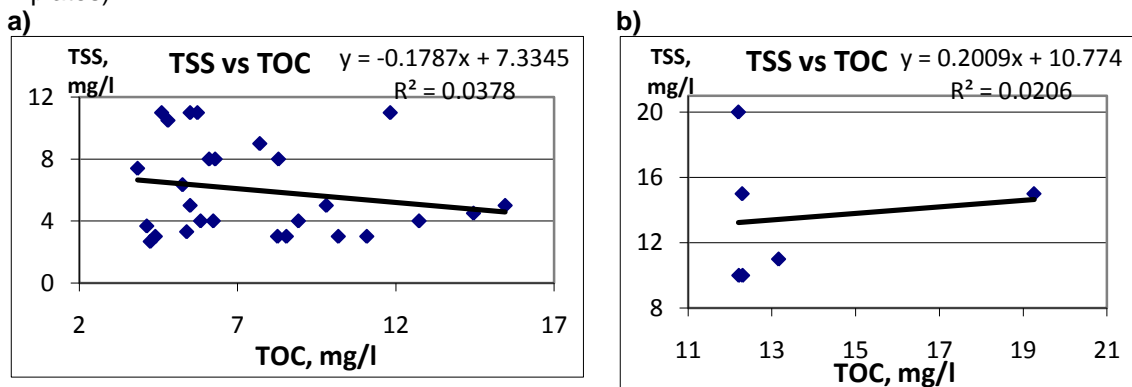 a)
TSS, mg/l
TSS vs TOC
y = -0.1787x + 7.3345
R² = 0.0378
12
8
4
0
2 7 12 17
TOC, mg/l
b)
TSS, mg/l
TSS vs TOC
y = 0.2009x + 10.774
R² = 0.0206
20
16
12
8
11 13 15 17 19 21
TOC, mg/l